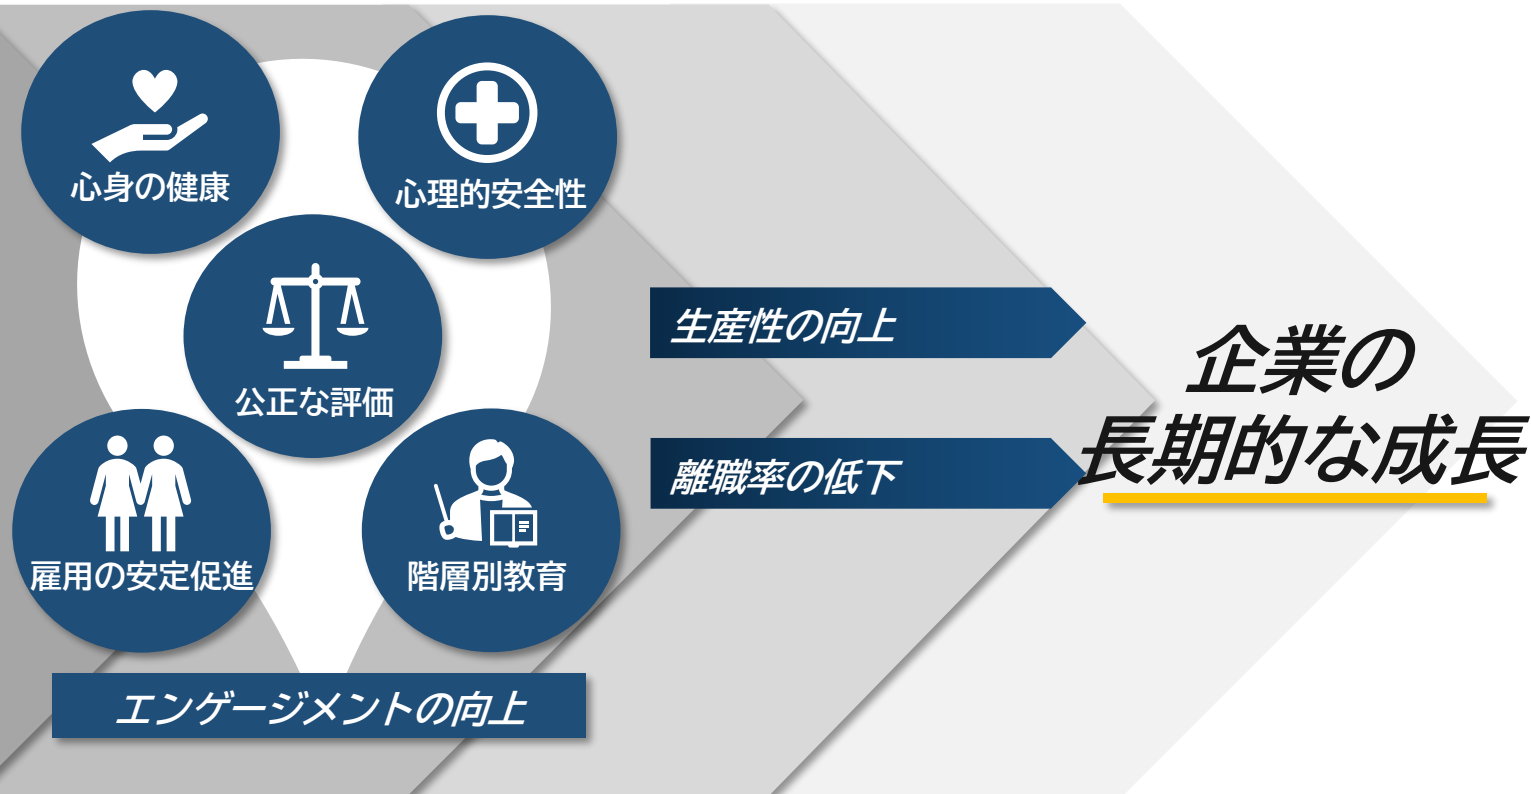 心身の健康
心理的安全性
公正な評価
雇用の安定促進
階層別教育
エンゲージメントの向上
生産性の向上
離職率の低下
企業の
長期的な成長